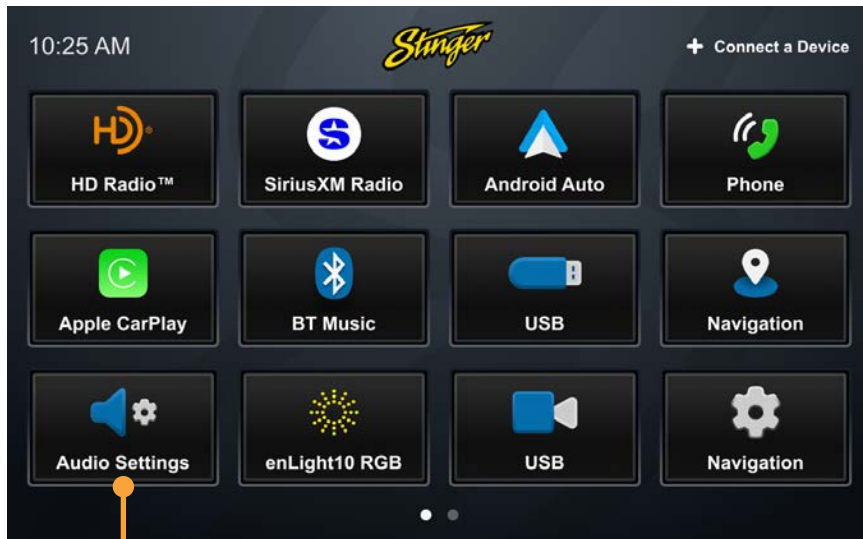 10:25 AM
Stinger
+ Connect a Device
HD®
HD Radio™
SiriusXM Radio
Android Auto
Phone
Apple CarPlay
BT Music
USB
Navigation
Audio Settings
enLight10 RGB
USB
Navigation